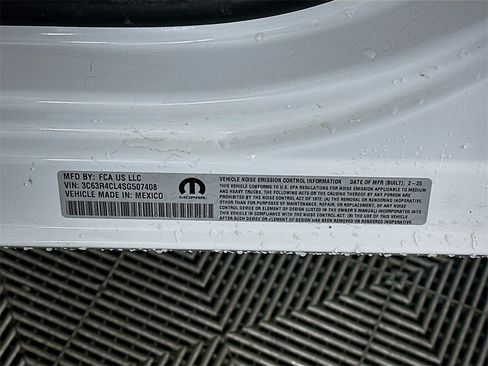 MFD BY: FCA US LLC
VIN: 3C63R4CL4SG507408
VEHICLE MADE IN: MEXICO
MOPAR
VEHICLE NOISE EMISSION CONTROL INFORMATION DATE OF MFR (BUILT): 2-25
THIS VEHICLE CONFORMS TO U.S. EPA REGULATIONS FOR NOISE EMISSION APPLICABLE TO MEDIUM
AND HEAVY TRUCKS. THE FOLLOWING ACTS OR THE CAUSING THEREOF BY ANY PERSON ARE
PROHIBITED BY THE NOISE CONTROL ACT OF 1972: (A) THE REMOVAL OR RENDERING INOPERATIVE,
OTHER THAN FOR PURPOSES OF MAINTENANCE, REPAIR, OR REPLACEMENT, OF ANY NOISE CONTROL
DEVICE OR ELEMENT OF DESIGN (LISTED IN THE OWNER'S MANUAL) INCORPORATED INTO THIS
VEHICLE IN COMPLIANCE WITH THE NOISE CONTROL ACT; (B) THE USE OF THIS VEHICLE
AFTER SUCH DEVICE OR ELEMENT OF DESIGN HAS BEEN REMOVED OR RENDERED INOPERATIVE.